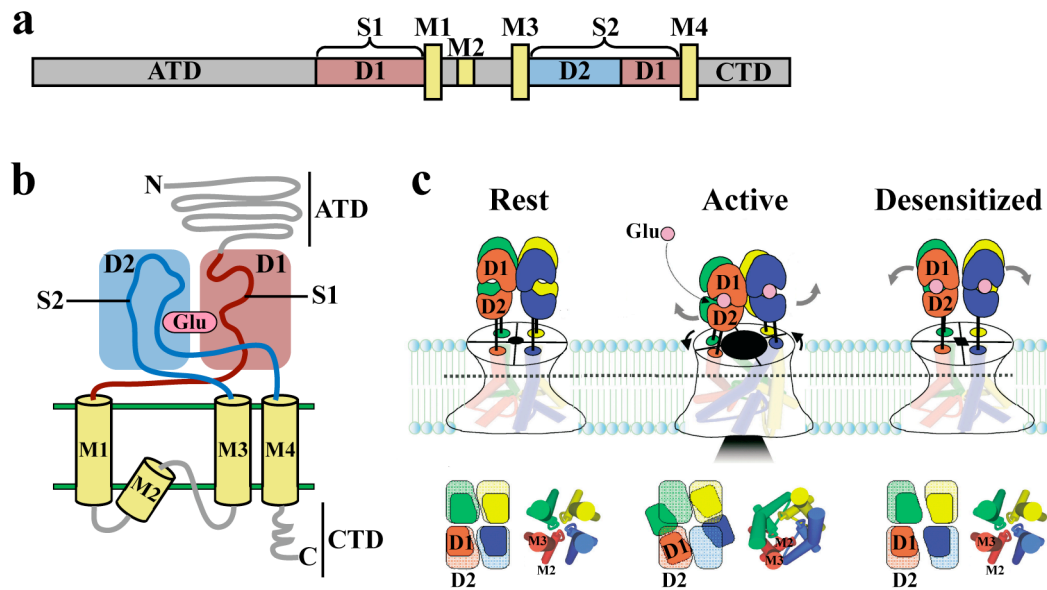 a
S1 M1 M2 M3 S2 M4
ATD D1 D2 D1 CTD
b
N
ATD
D2 D1
S2 S1
Glu
M1 M2 M3 M4
C CTD
c
Rest Active Desensitized
Glu
D1 D1 D1
D2 D2 D2
D1 M3 D1 M2 D1 M3
M3
D2 M2 D2 D2 M2